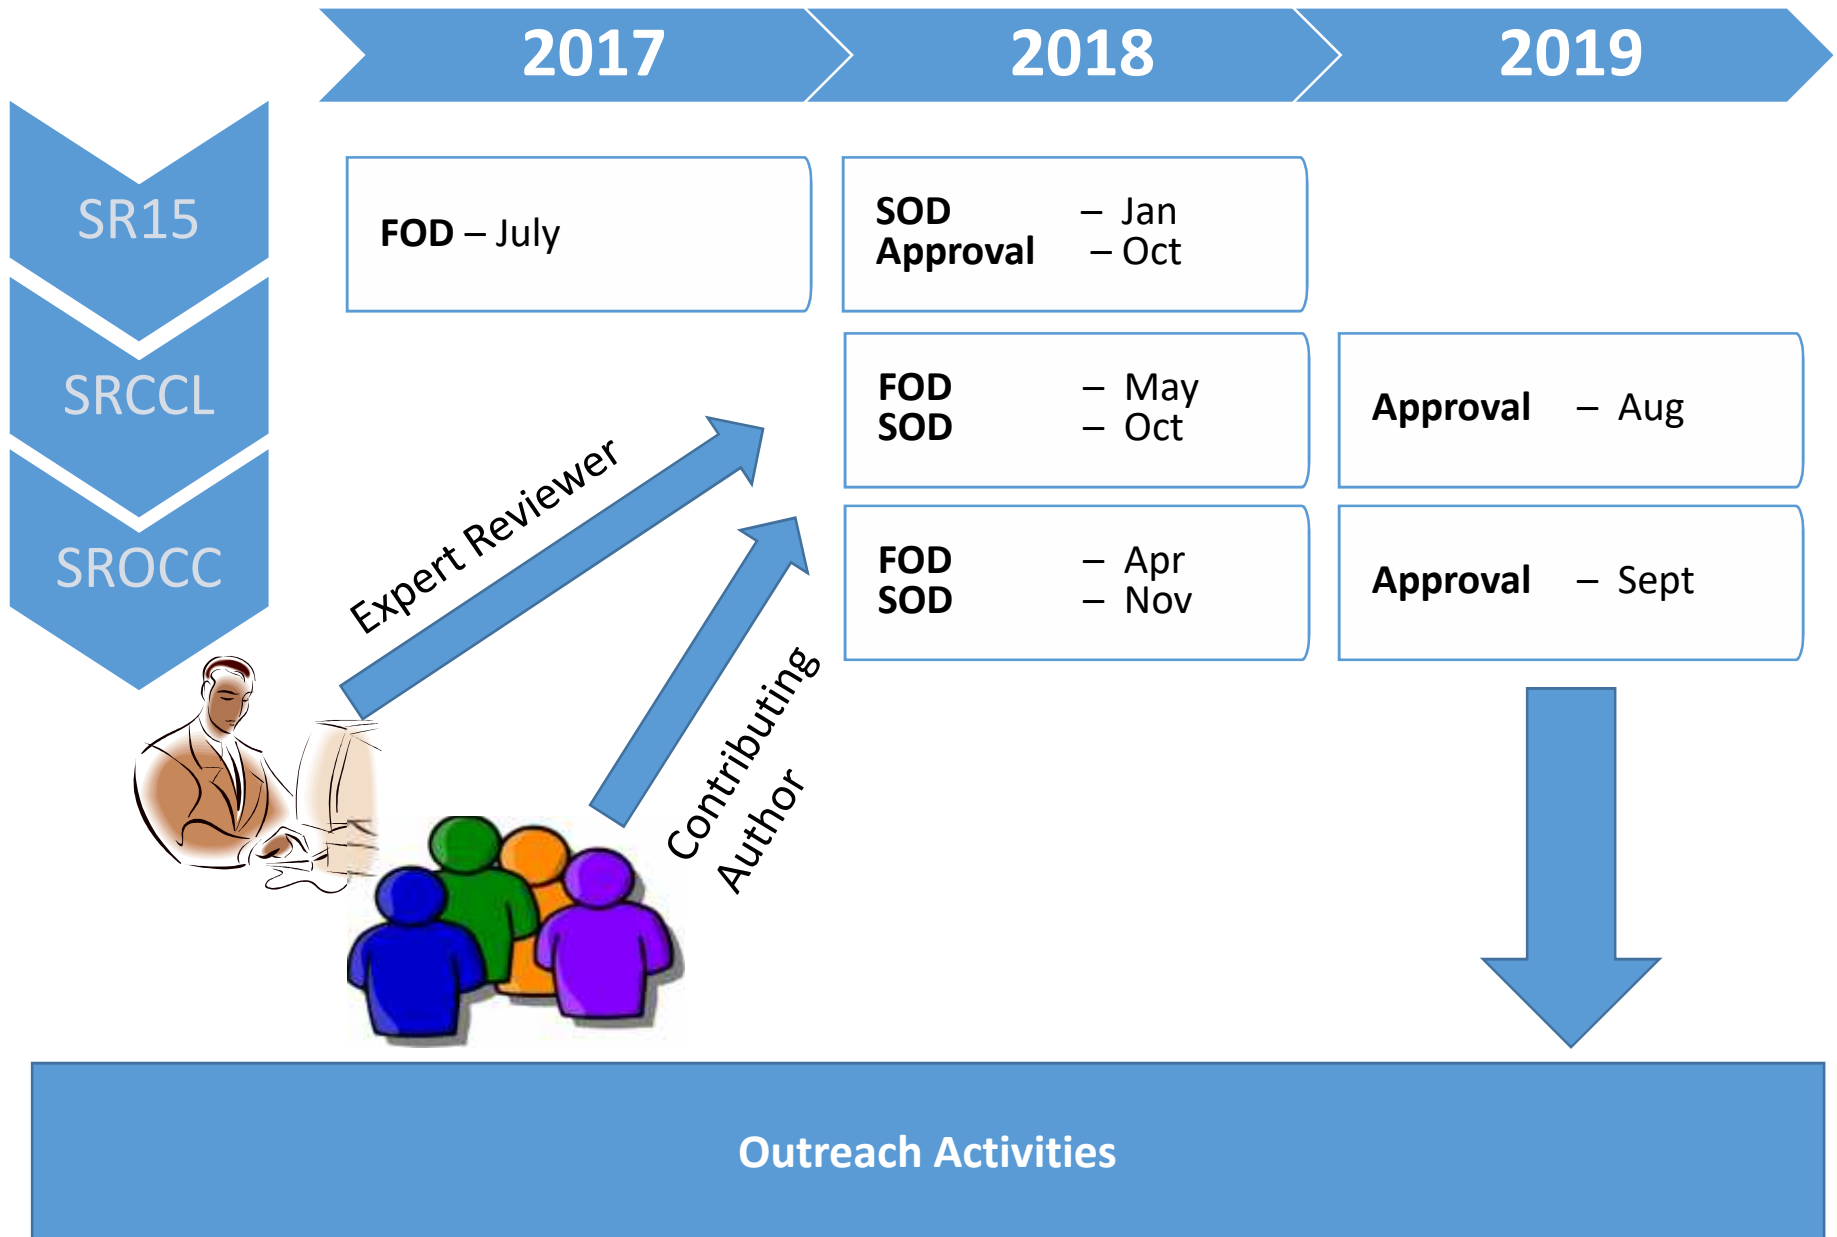 2017 2018 2019
SR15
FOD – July
SOD – Jan
Approval – Oct
SRCCL
FOD – May
SOD – Oct
Approval – Aug
SROCC
FOD – Apr
SOD – Nov
Approval – Sept
Expert Reviewer
Contributing
Author
Outreach Activities